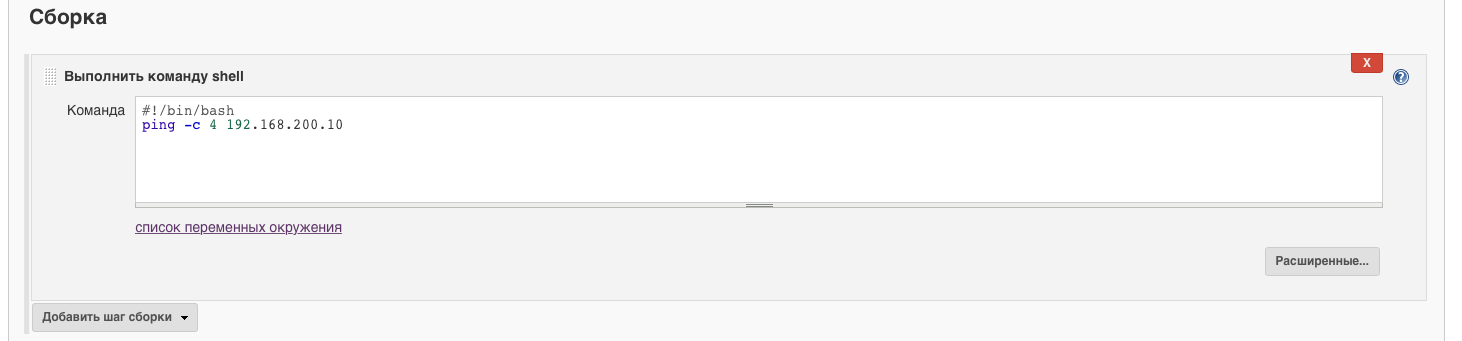 Сборка
X
Выполнить команду shell
?
Команда
#!/bin/bash
ping -c 4 192.168.200.10
список переменных окружения
Расширенные...
Добавить шаг сборки